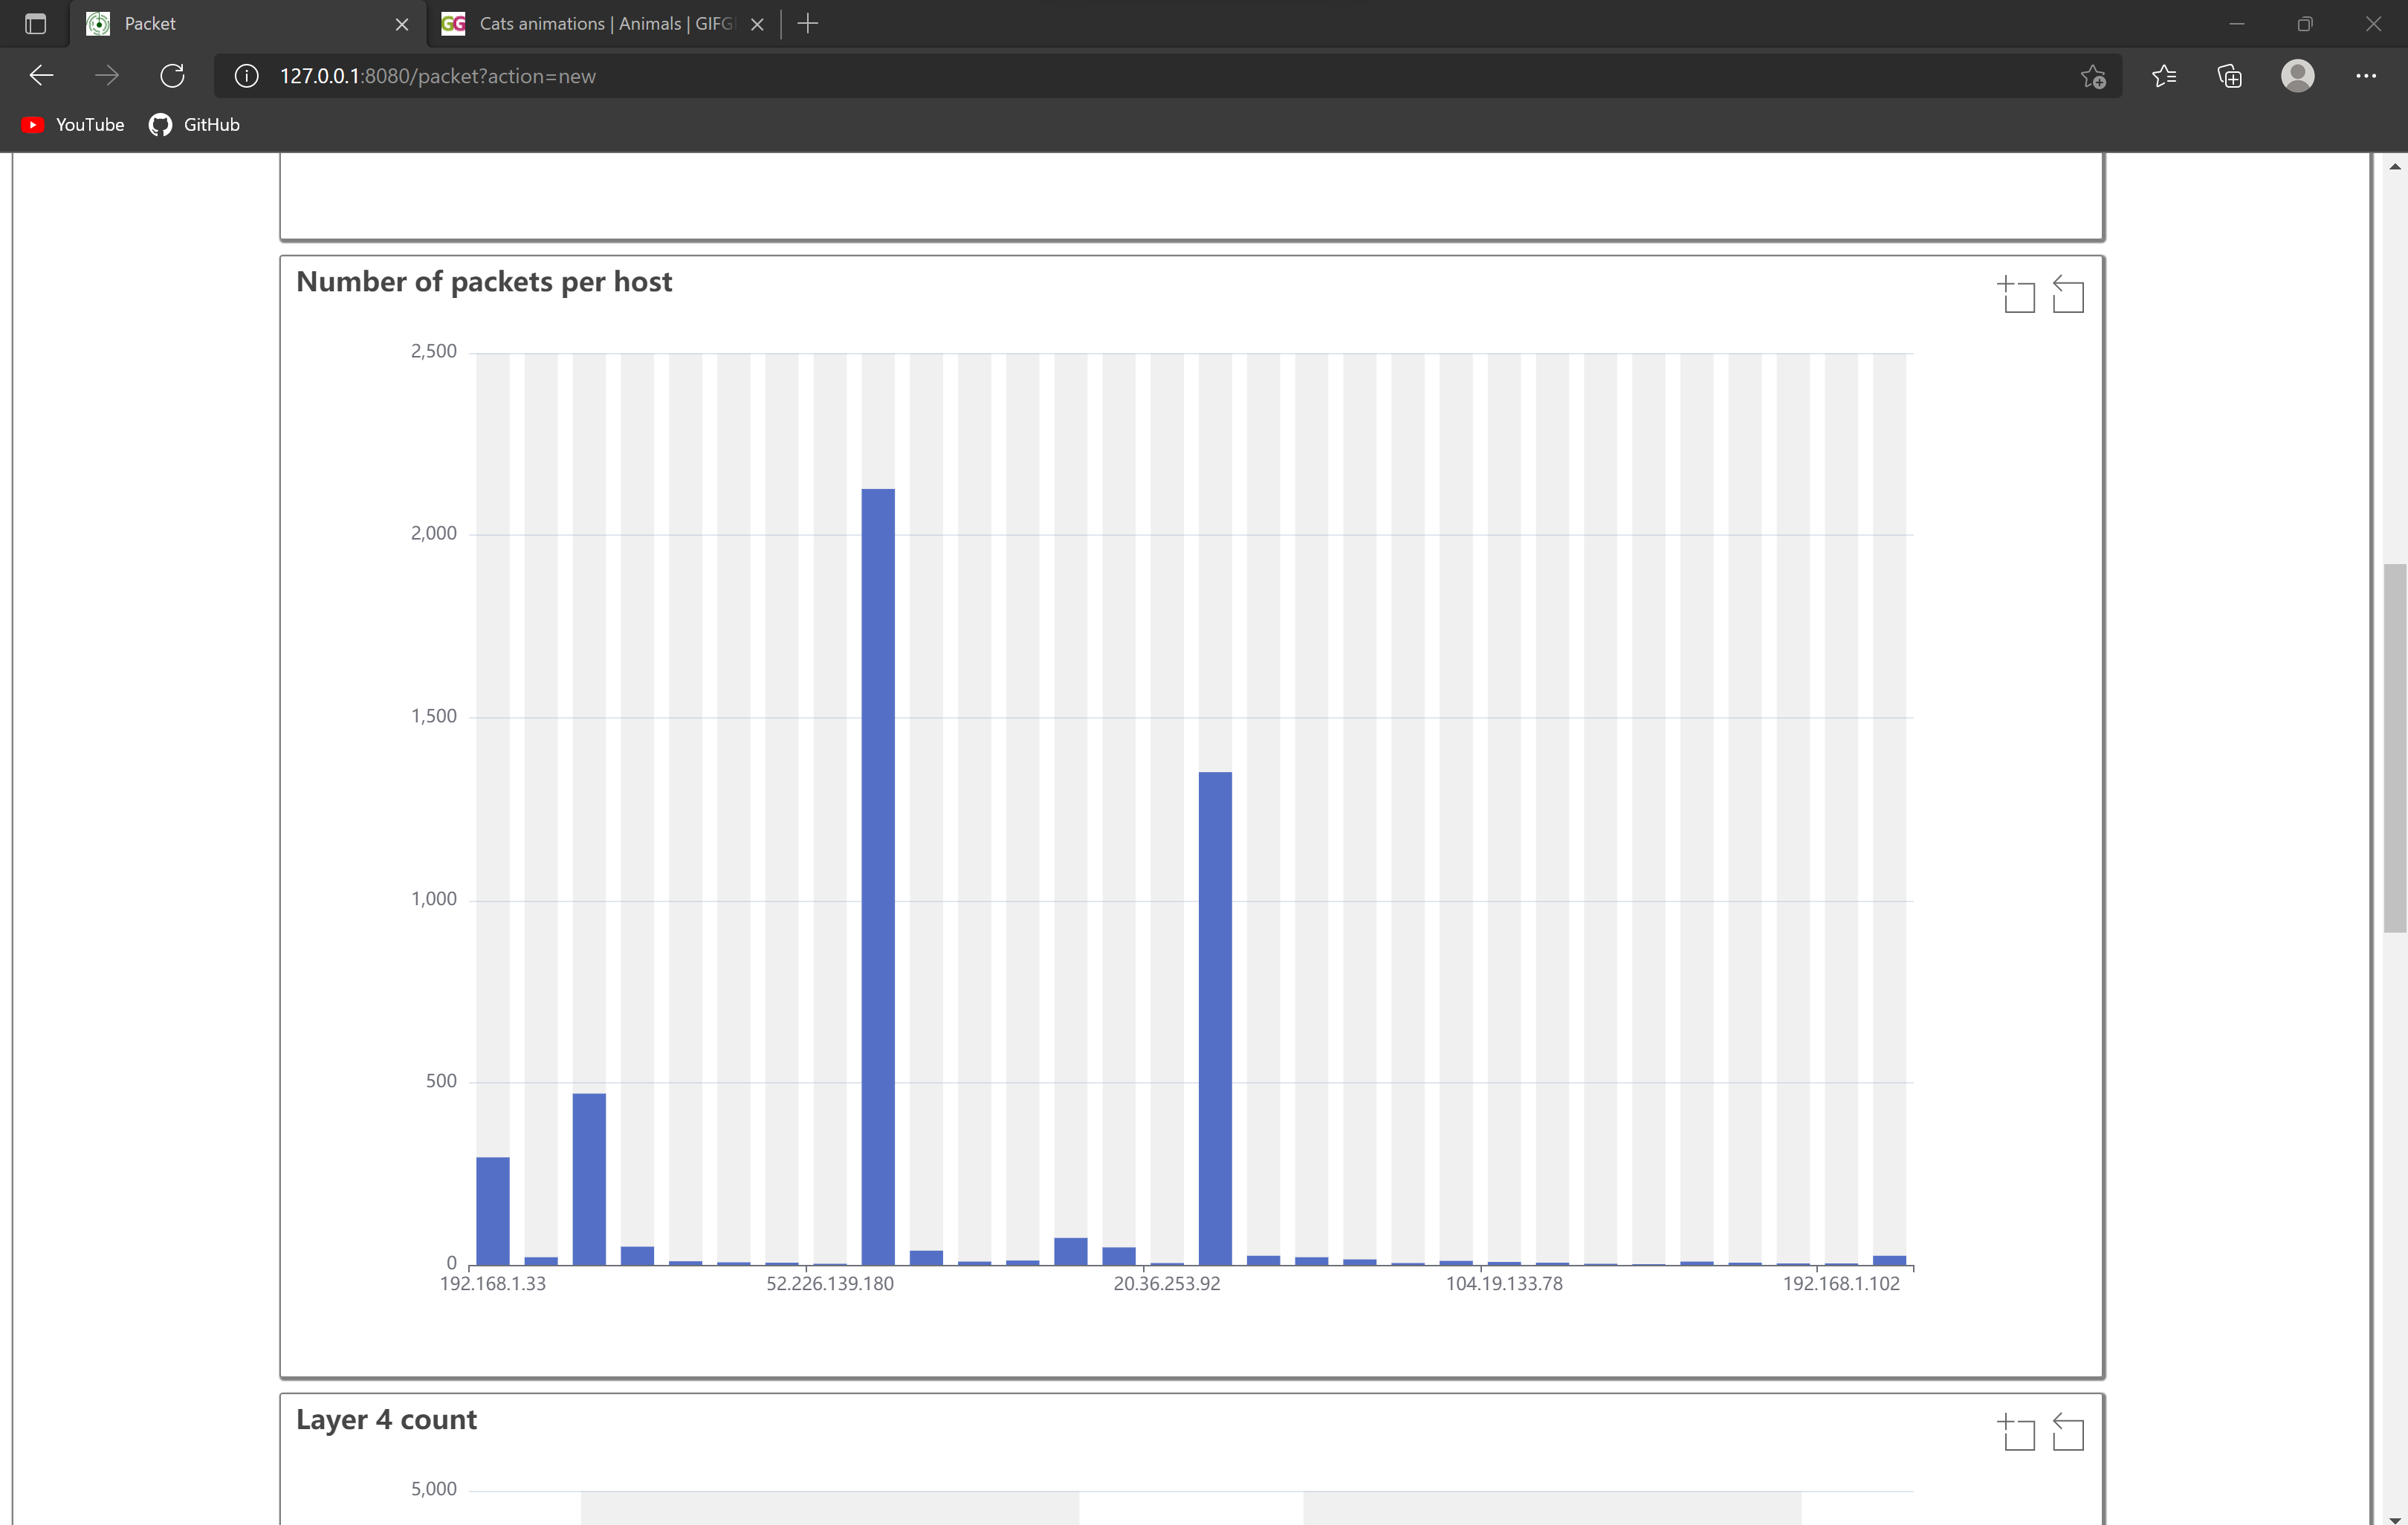 Packet
GG Cats animations | Animals | GIFG
127.0.0.1:8080/packet?action=new
YouTube GitHub
Number of packets per host
2,500
2,000
1,500
1,000
500
0
192.168.1.33 52.226.139.180 20.36.253.92 104.19.133.78 192.168.1.102
Layer 4 count
5,000